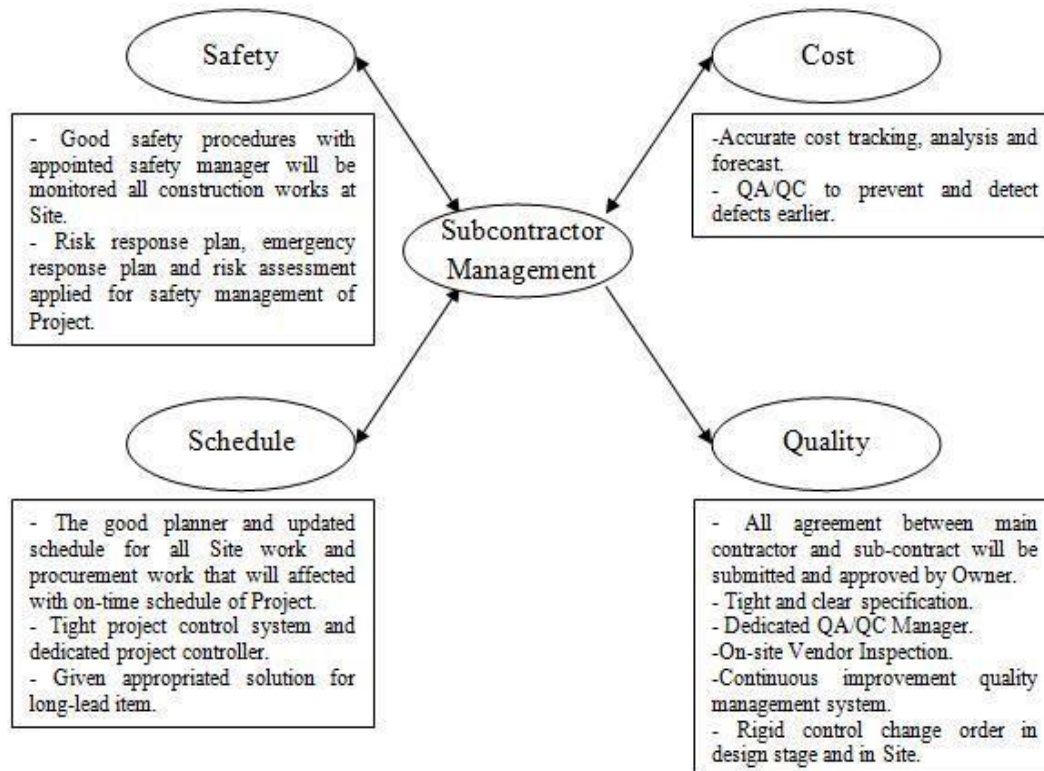 Safety
- Good safety procedures with
appointed safety manager will be
monitored all construction works at
Site.
- Risk response plan, emergency
response plan and risk assessment
applied for safety management of
Project.
Cost
-Accurate cost tracking, analysis and
forecast.
- QA/QC to prevent and detect
defects earlier.
Subcontractor
Management
Schedule
- The good planner and updated
schedule for all Site work and
procurement work that will affected
with on-time schedule of Project.
- Tight project control system and
dedicated project controller.
- Given appropriated solution for
long-lead item.
Quality
- All agreement between main
contractor and sub-contract will be
submitted and approved by Owner.
- Tight and clear specification.
- Dedicated QA/QC Manager.
-On-site Vendor Inspection.
-Continuous improvement quality
management system.
- Rigid control change order in
design stage and in Site.